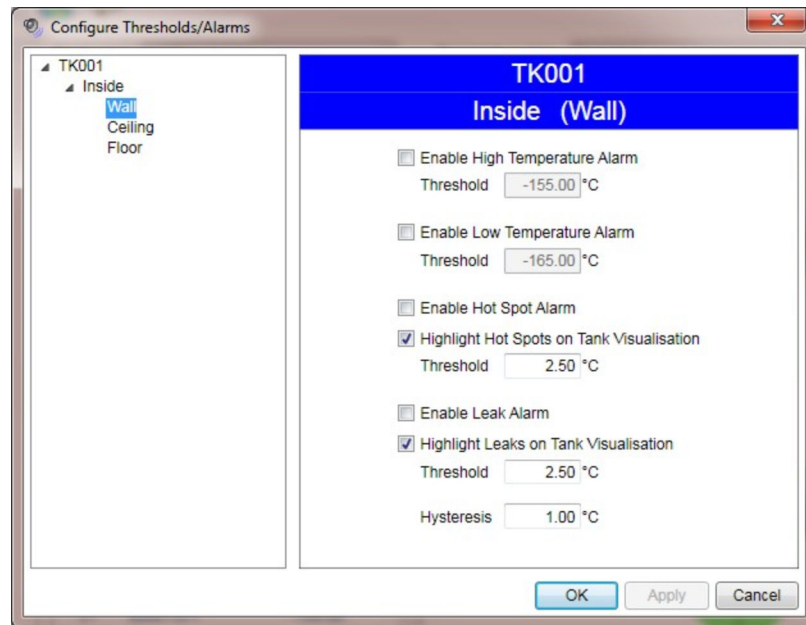 Configure Thresholds/Alarms
TK001
Inside
Wall
Ceiling
Floor
TK001
Inside (Wall)
Enable High Temperature Alarm
Threshold -155.00 °C
Enable Low Temperature Alarm
Threshold -165.00 °C
Enable Hot Spot Alarm
Highlight Hot Spots on Tank Visualisation
Threshold 2.50 °C
Enable Leak Alarm
Highlight Leaks on Tank Visualisation
Threshold 2.50 °C
Hysteresis 1.00 °C
OK Apply Cancel